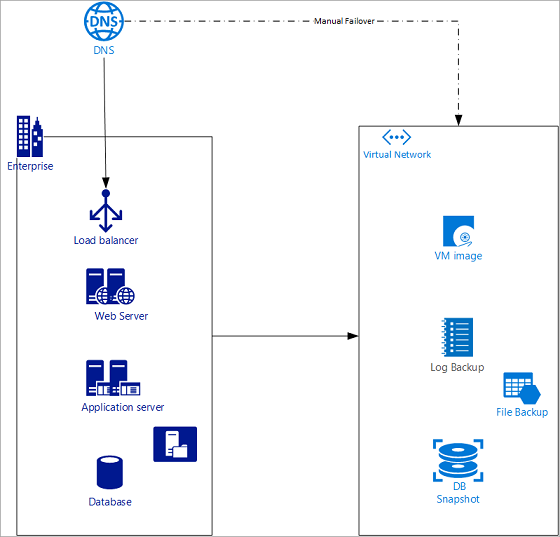 DNS
Manual Failover
DNS
Enterprise
Virtual Network
Load balancer
VM image
Web Server
Log Backup
Application server
File Backup
Database
DB
Snapshot